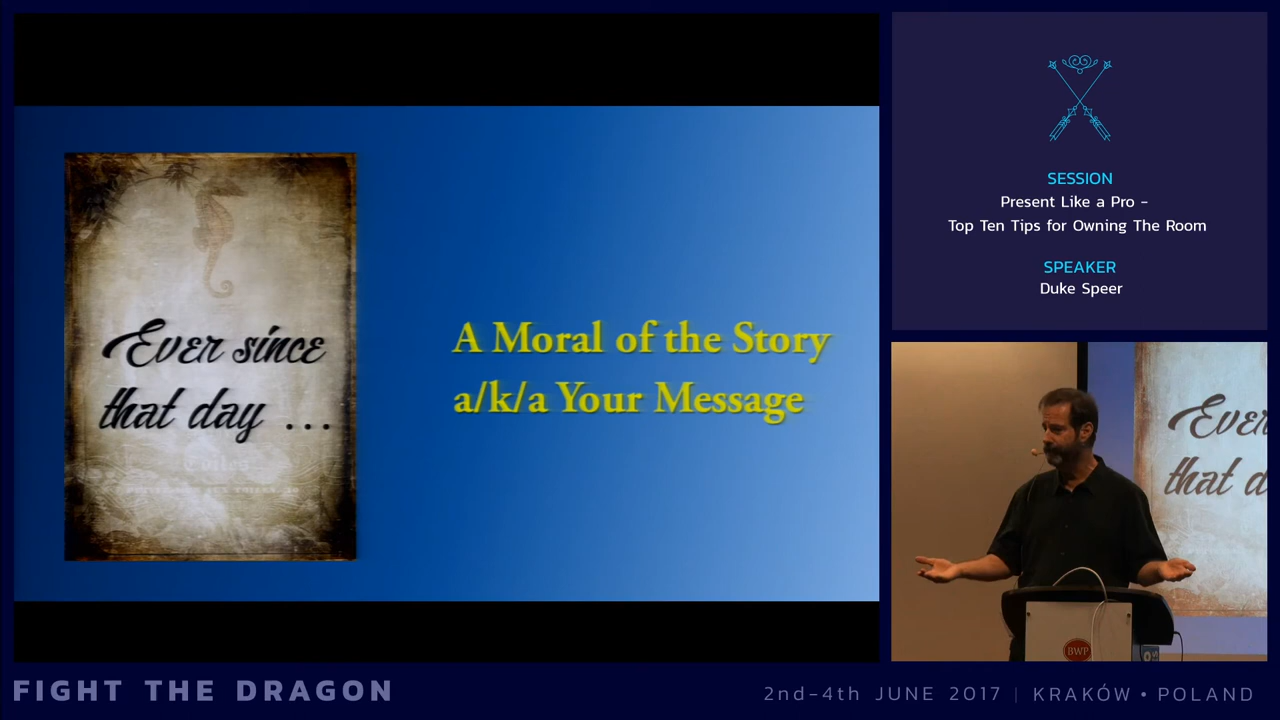 Ever since
that day ...
A Moral of the Story
a/k/a Your Message
SESSION
Present Like a Pro -
Top Ten Tips for Owning The Room
SPEAKER
Duke Speer
Ever
that d
BWP
FIGHT THE DRAGON
2nd-4th JUNE 2017 | KRAKÓW • POLAND